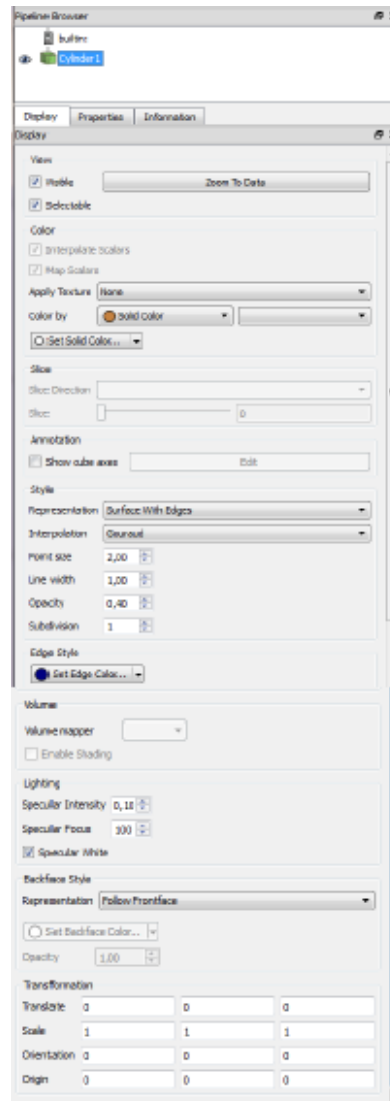 Pipeline Browser
builtin:
Cylinder1
Display Properties Information
Display
View
Visible Zoom To Data
Selectable
Color
Interpolate Scalars
Map Scalars
Apply Texture None
Color by Solid Color
Set Solid Color...
Slice
Slice Direction
Slice 0
Annotation
Show cube axes Edit
Style
Representation Surface With Edges
Interpolation Gouraud
Point size 2,00
Line width 1,00
Opacity 0,40
Subdivision 1
Edge Style
Set Edge Color...
Volume
Volume mapper
Enable Shading
Lighting
Specular Intensity 0,10
Specular Focus 100
Specular White
Backface Style
Representation Follow Frontface
Set Backface Color...
Opacity 1,00
Transformation
Translate 0 0 0
Scale 1 1 1
Orientation 0 0 0
Origin 0 0 0